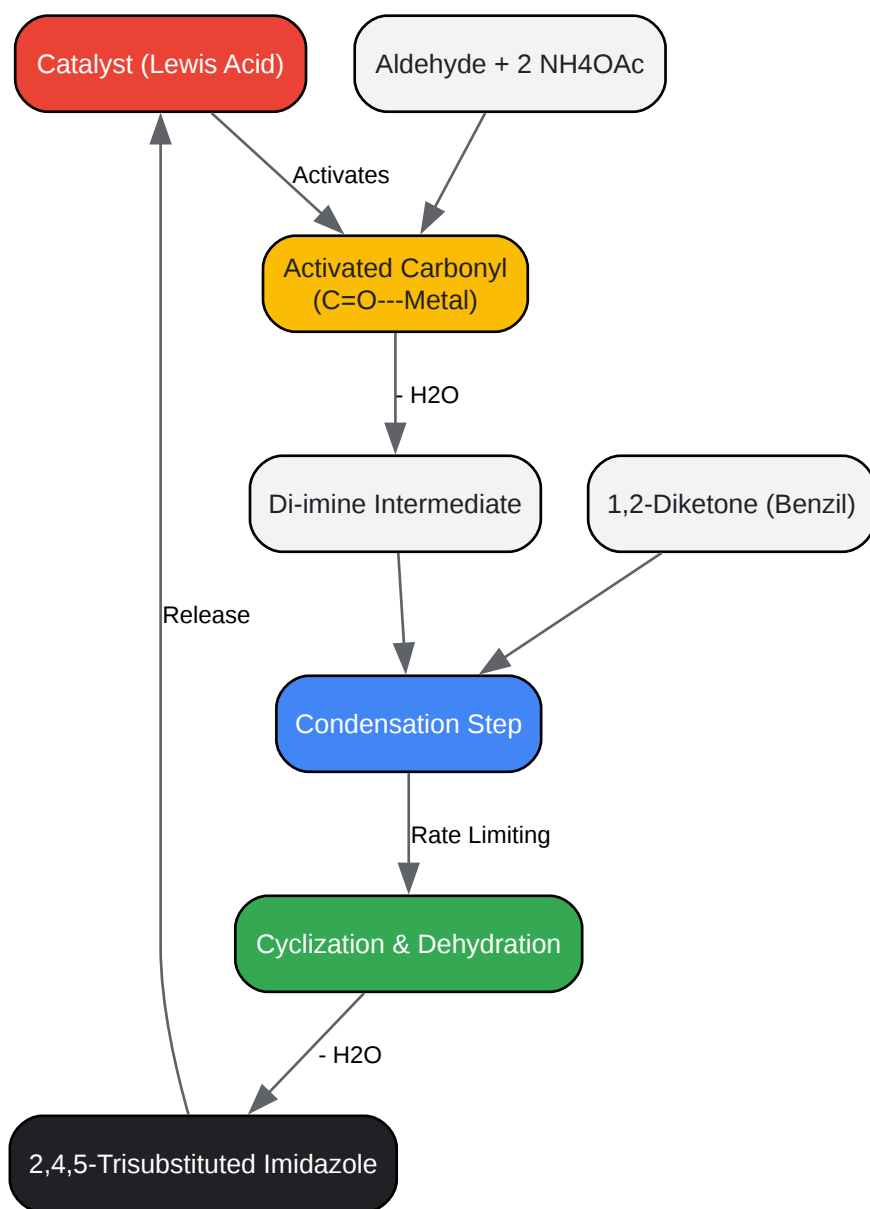 Catalyst (Lewis Acid)
Aldehyde + 2 NH4OAc
Activates
Activated Carbonyl
(C=O---Metal)
- H2O
Di-imine Intermediate
1,2-Diketone (Benzil)
Release
Condensation Step
Rate Limiting
Cyclization & Dehydration
- H2O
2,4,5-Trisubstituted Imidazole